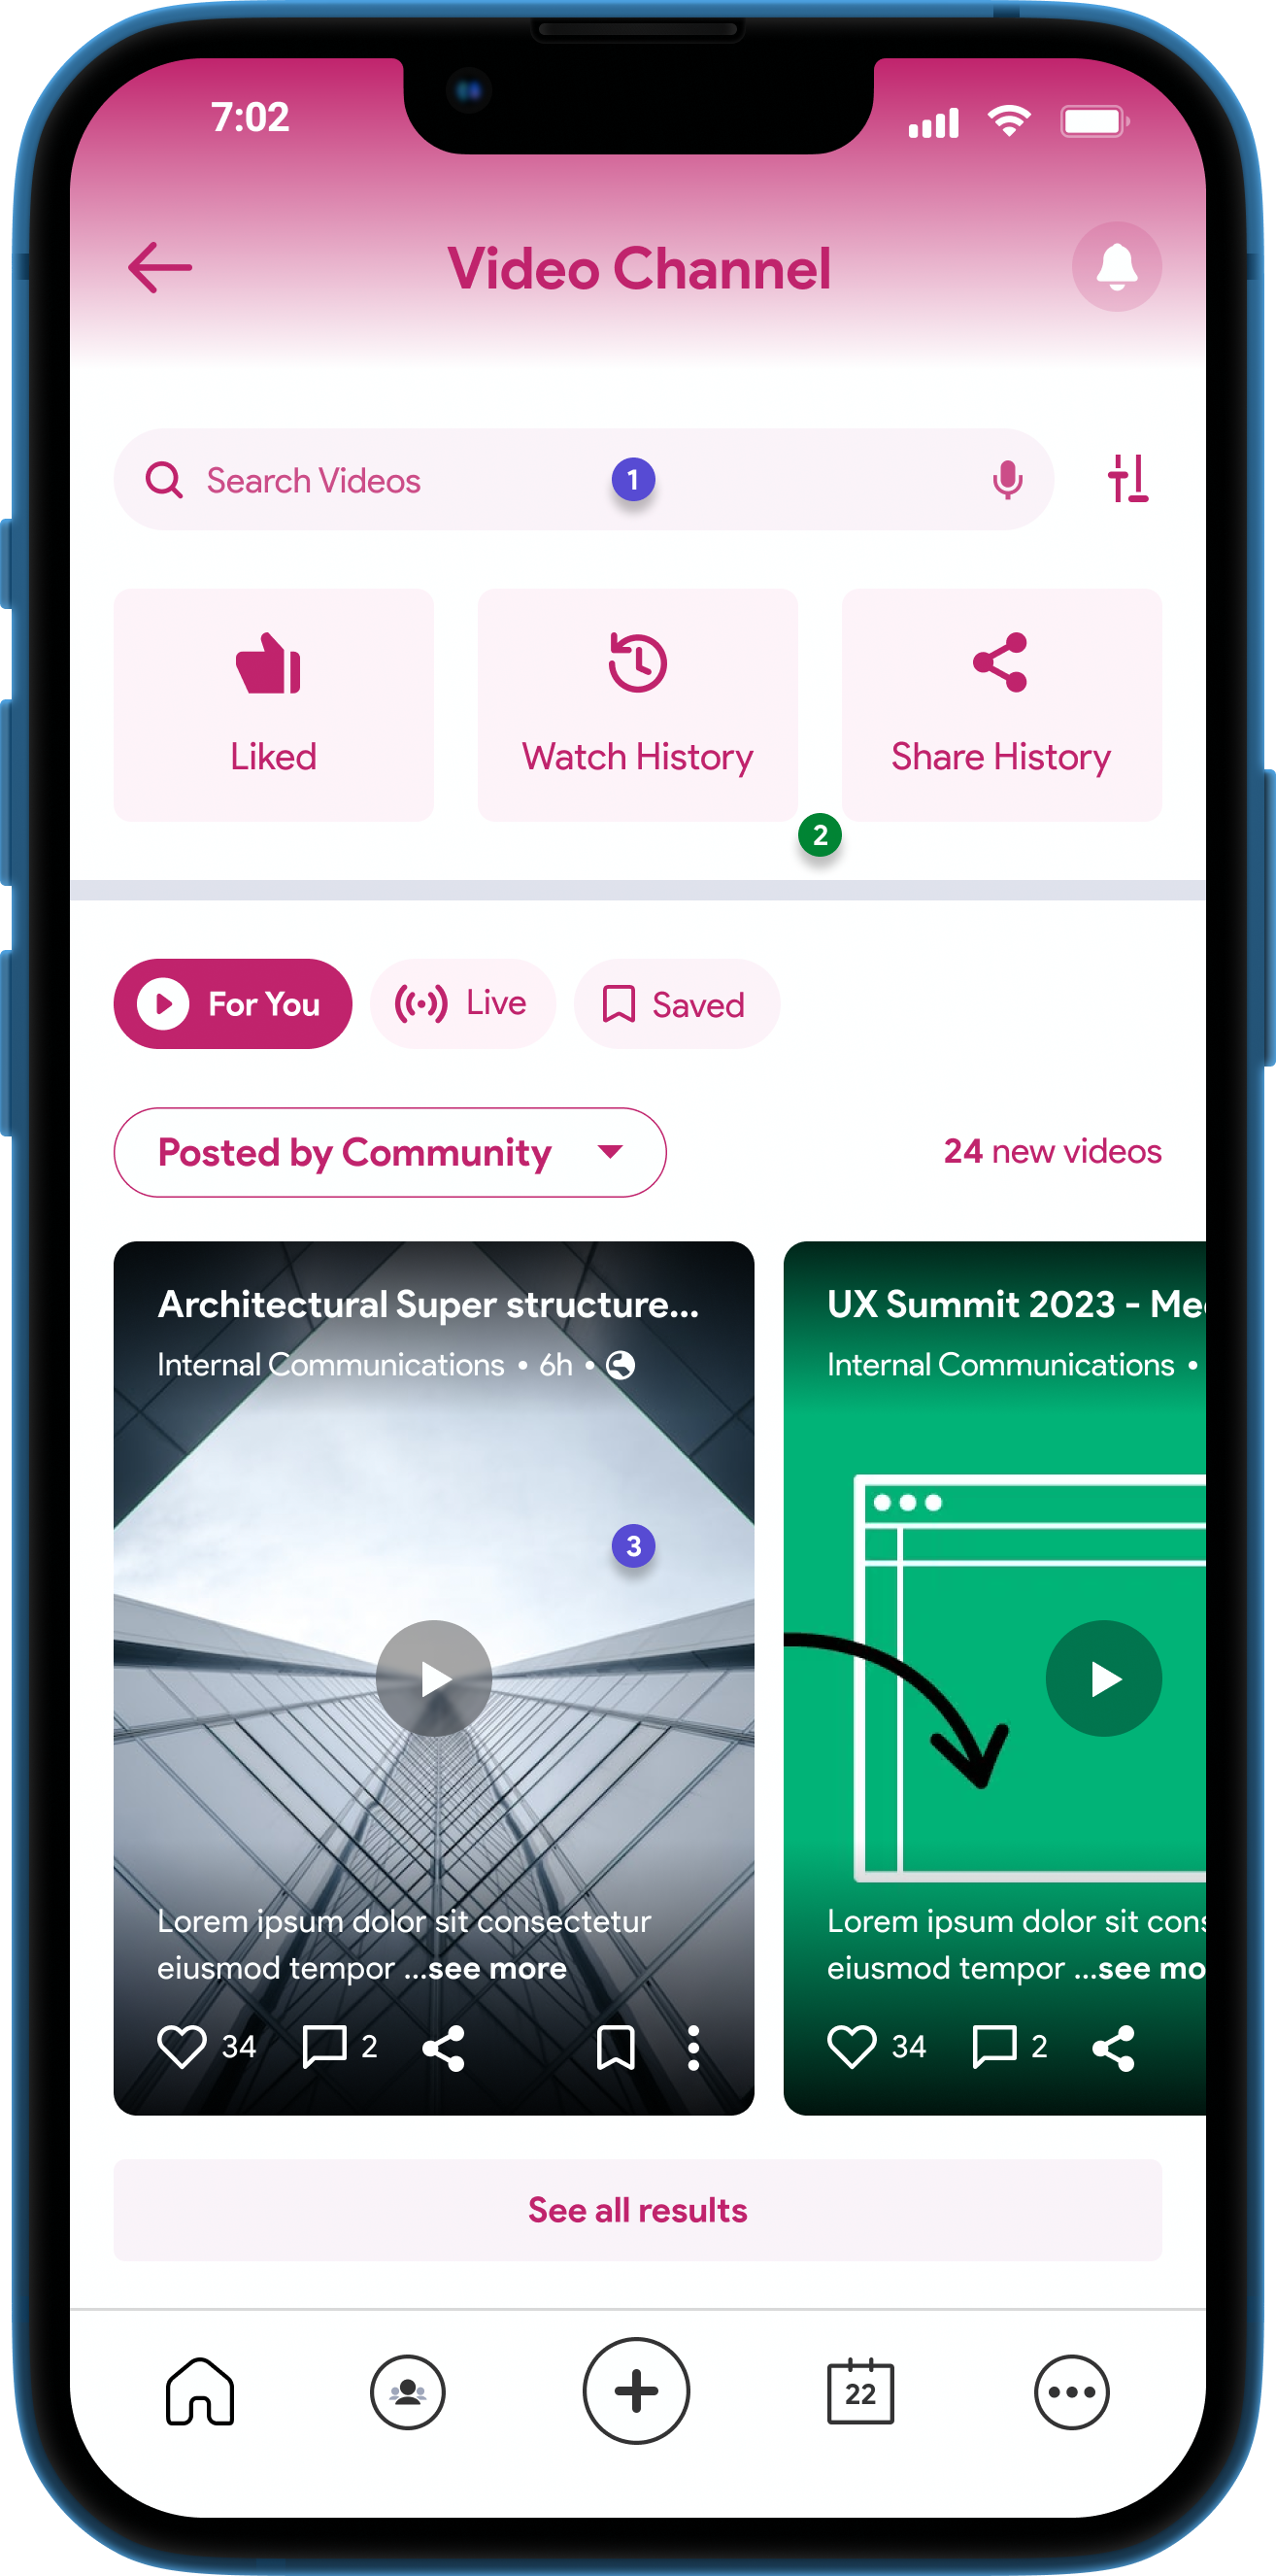 7:02
Video Channel
Search Videos
1
Liked
Watch History
Share History
2
For You
Live
Saved
Posted by Community
24 new videos
Architectural Super structure...
Internal Communications • 6h •
UX Summit 2023 -
Internal Communications •
3
Lorem ipsum dolor sit consectetur
eiusmod tempor ...see more
34
2
Lorem ipsum dolor sit
eiusmod tempor ...see
34
2
See all results
22